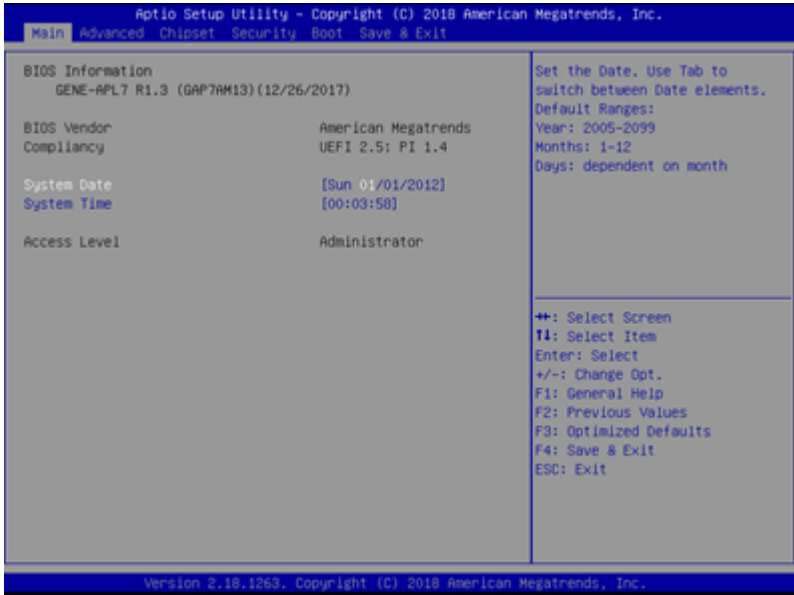 Aptio Setup Utility – Copyright (C) 2018 American Megatrends, Inc.
Main Advanced Chipset Security Boot Save & Exit
BIOS Information
GENE-APL7 R1.3 (GAP7AM13)(12/26/2017)
BIOS Vendor American Megatrends
Compliancy UEFI 2.5; PI 1.4
System Date [Sun 01/01/2012]
System Time [00:03:58]
Access Level Administrator
Set the Date. Use Tab to
switch between Date elements.
Default Ranges:
Year: 2005-2099
Months: 1-12
Days: dependent on month
→←: Select Screen
↑↓: Select Item
Enter: Select
+/-: Change Opt.
F1: General Help
F2: Previous Values
F3: Optimized Defaults
F4: Save & Exit
ESC: Exit
Version 2.18.1263. Copyright (C) 2018 American Megatrends, Inc.